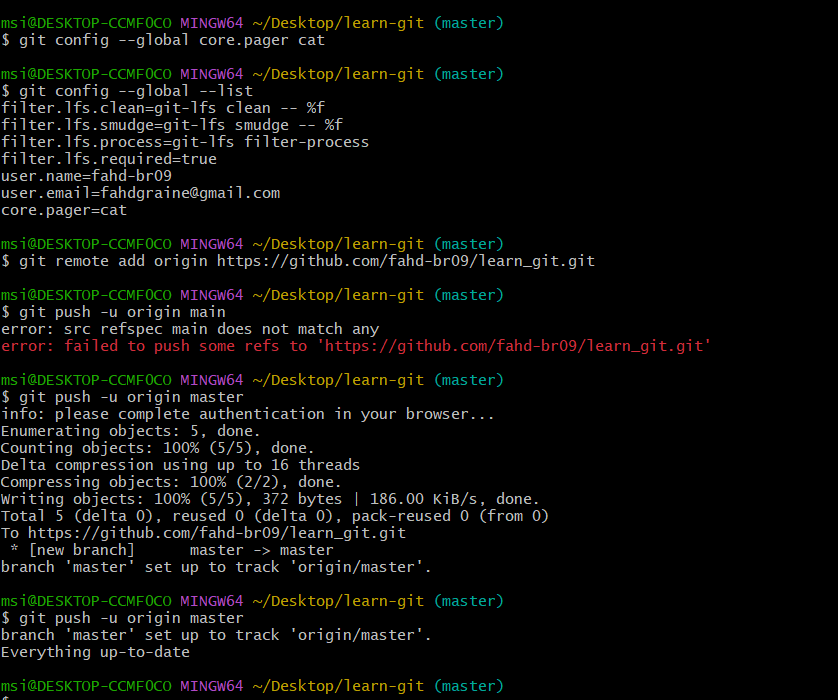 msi@DESKTOP-CCMFOCO MINGW64 ~/Desktop/learn-git (master)
$ git config --global core.pager cat
msi@DESKTOP-CCMFOCO MINGW64 ~/Desktop/learn-git (master)
$ git config --global --list
filter.lfs.clean=git-lfs clean -- %f
filter.lfs.smudge=git-lfs smudge -- %f
filter.lfs.process=git-lfs filter-process
filter.lfs.required=true
user.name=fahd-br09
user.email=fahdgraine@gmail.com
core.pager=cat
msi@DESKTOP-CCMFOCO MINGW64 ~/Desktop/learn-git (master)
$ git remote add origin https://github.com/fahd-br09/learn_git.git
msi@DESKTOP-CCMFOCO MINGW64 ~/Desktop/learn-git (master)
$ git push -u origin main
error: src refspec main does not match any
error: failed to push some refs to 'https://github.com/fahd-br09/learn_git.git'
msi@DESKTOP-CCMFOCO MINGW64 ~/Desktop/learn-git (master)
$ git push -u origin master
info: please complete authentication in your browser...
Enumerating objects: 5, done.
Counting objects: 100% (5/5), done.
Delta compression using up to 16 threads
Compressing objects: 100% (2/2), done.
Writing objects: 100% (5/5), 372 bytes | 186.00 KiB/s, done.
Total 5 (delta 0), reused 0 (delta 0), pack-reused 0 (from 0)
To https://github.com/fahd-br09/learn_git.git
 * [new branch]      master -> master
branch 'master' set up to track 'origin/master'.
msi@DESKTOP-CCMFOCO MINGW64 ~/Desktop/learn-git (master)
$ git push -u origin master
branch 'master' set up to track 'origin/master'.
Everything up-to-date
msi@DESKTOP-CCMFOCO MINGW64 ~/Desktop/learn-git (master)
$